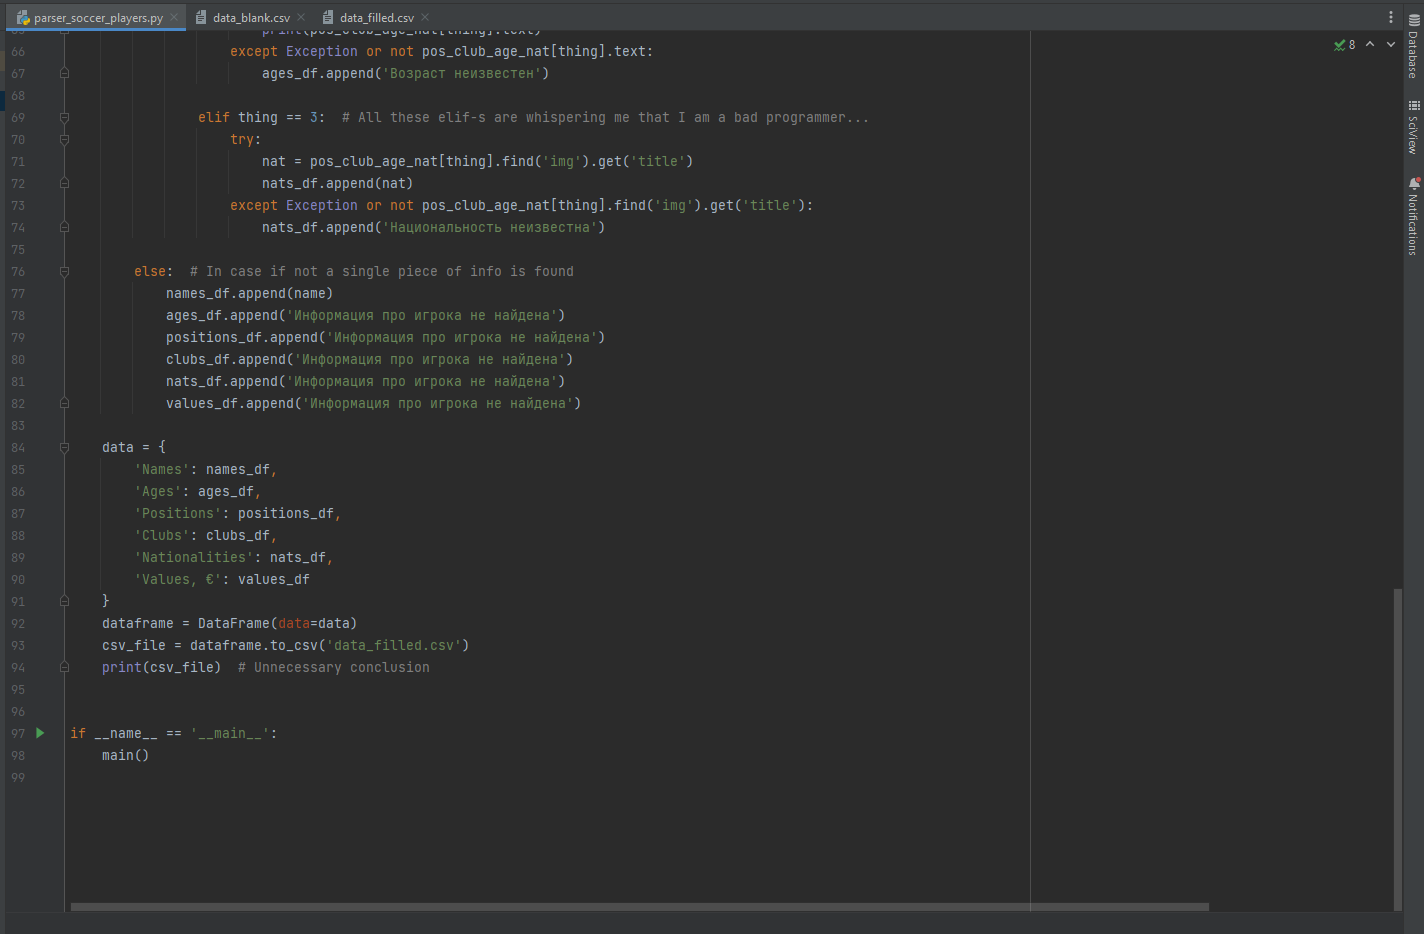 parser_soccer_players.py data_blank.csv data_filled.csv
66 except Exception or not pos_club_age_nat[thing].text:
67 ages_df.append('Возраст неизвестен')
68
69 elif thing == 3:  # All these elif-s are whispering me that I am a bad programmer...
70 try:
71 nat = pos_club_age_nat[thing].find('img').get('title')
72 nats_df.append(nat)
73 except Exception or not pos_club_age_nat[thing].find('img').get('title'):
74 nats_df.append('Национальность неизвестна')
75
76 else:  # In case if not a single piece of info is found
77 names_df.append(name)
78 ages_df.append('Информация про игрока не найдена')
79 positions_df.append('Информация про игрока не найдена')
80 clubs_df.append('Информация про игрока не найдена')
81 nats_df.append('Информация про игрока не найдена')
82 values_df.append('Информация про игрока не найдена')
83
84 data = {
85 'Names': names_df,
86 'Ages': ages_df,
87 'Positions': positions_df,
88 'Clubs': clubs_df,
89 'Nationalities': nats_df,
90 'Values, €': values_df
91 }
92 dataframe = DataFrame(data=data)
93 csv_file = dataframe.to_csv('data_filled.csv')
94 print(csv_file)  # Unnecessary conclusion
95
96
97 if __name__ == '__main__':
98 main()
99
8
Database
SciView
Notifications